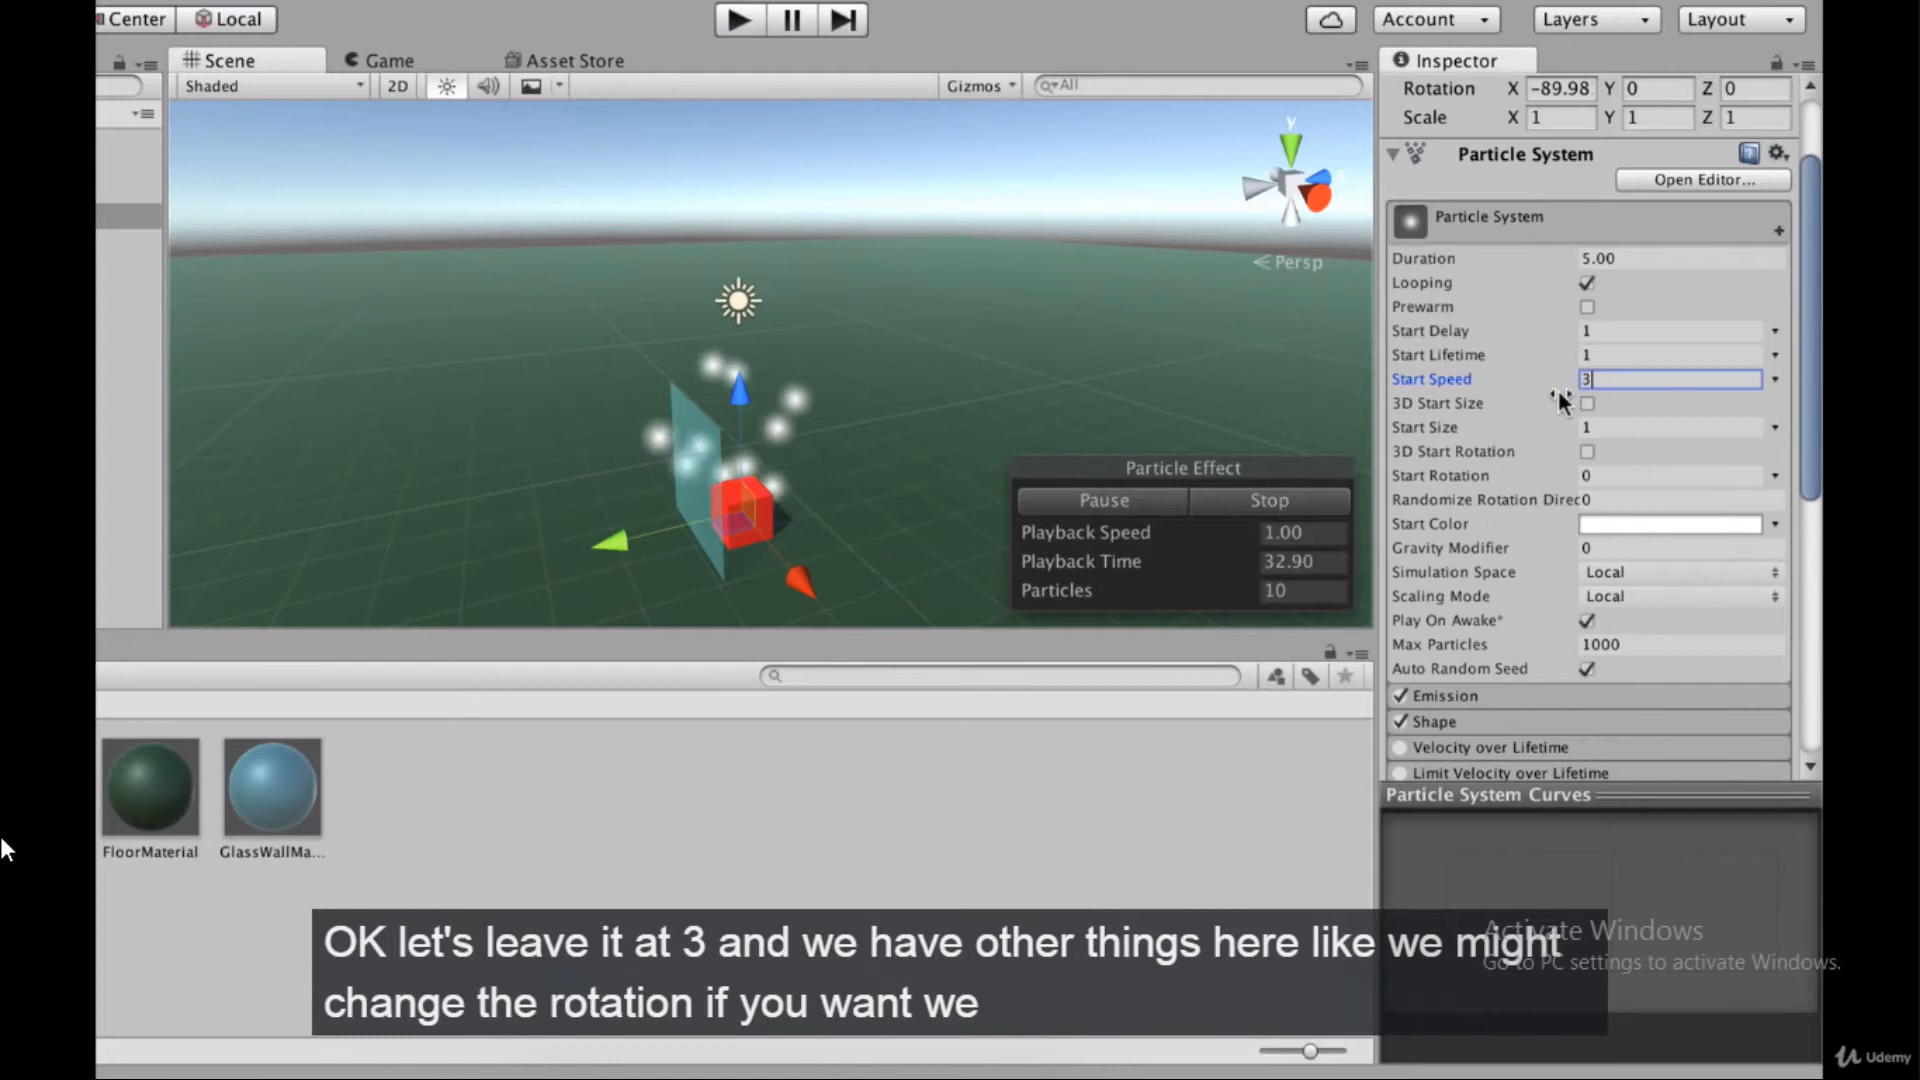 Center Local Account Layers Layout
Scene Game Asset Store Inspector
Shaded 2D Gizmos All
Rotation X -89.98 Y 0 Z 0
Scale X 1 Y 1 Z 1
y
Persp
Particle System
Open Editor...
Particle System
Duration 5.00
Looping
Prewarm
Start Delay 1
Start Lifetime 1
Start Speed 3
3D Start Size
Start Size 1
3D Start Rotation
Start Rotation 0
Randomize Rotation Direc0
Start Color
Gravity Modifier 0
Simulation Space Local
Scaling Mode Local
Play On Awake*
Max Particles 1000
Auto Random Seed
Emission
Shape
Velocity over Lifetime
Limit Velocity over Lifetime
Particle System Curves
Particle Effect
Pause Stop
Playback Speed 1.00
Playback Time 32.90
Particles 10
FloorMaterial GlassWallMa...
OK let's leave it at 3 and we have other things here like we might
change the rotation if you want we
Activate Windows
Go to PC settings to activate Windows.
Udemy